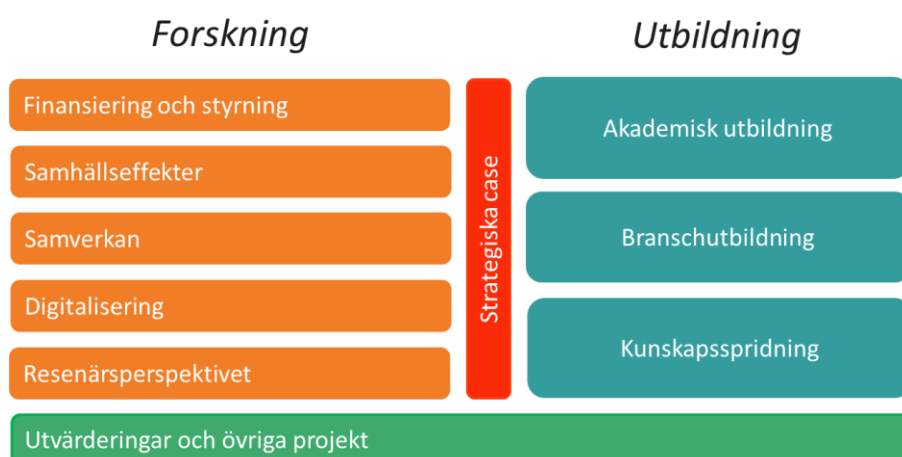 Forskning
Utbildning
Finansiering och styrning
Samhällseffekter
Samverkan
Digitalisering
Resenärsperspektivet
Strategiska case
Akademisk utbildning
Branschutbildning
Kunskapsspridning
Utvärderingar och övriga projekt